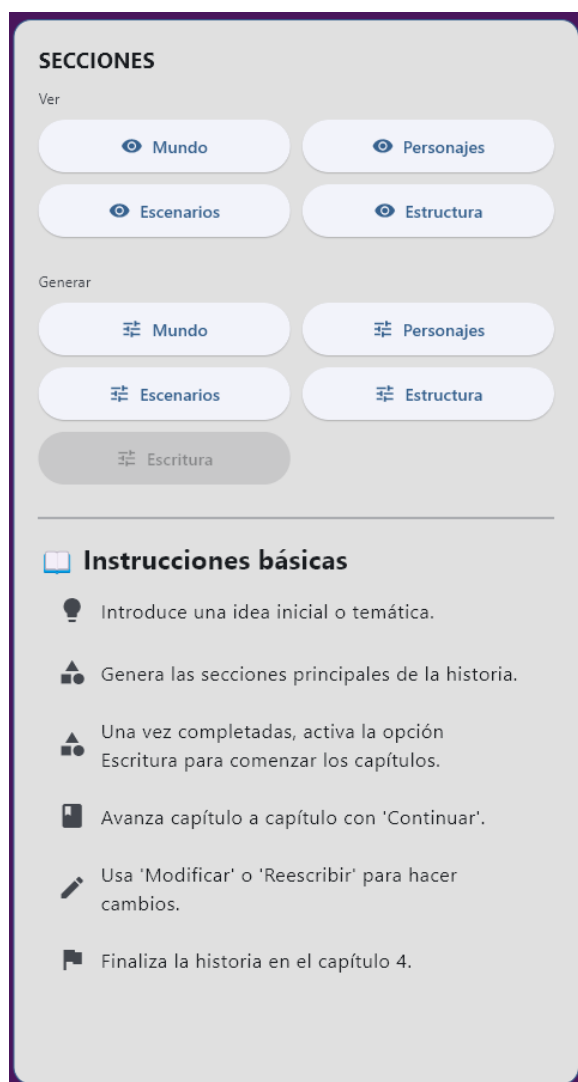 SECCIONES
Ver
Mundo
Personajes
Escenarios
Estructura
Generar
Mundo
Personajes
Escenarios
Estructura
Escritura
Instrucciones básicas
Introduce una idea inicial o temática.
Genera las secciones principales de la historia.
Una vez completadas, activa la opción
Escritura para comenzar los capítulos.
Avanza capítulo a capítulo con 'Continuar'.
Usa 'Modificar' o 'Reescribir' para hacer
cambios.
Finaliza la historia en el capítulo 4.